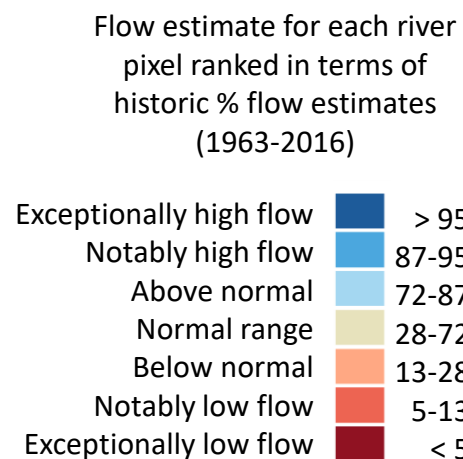 Flow estimate for each river
pixel ranked in terms of
historic % flow estimates
(1963-2016)
Exceptionally high flow > 95
Notably high flow 87-95
Above normal 72-87
Normal range 28-72
Below normal 13-28
Notably low flow 5-13
Exceptionally low flow < 5